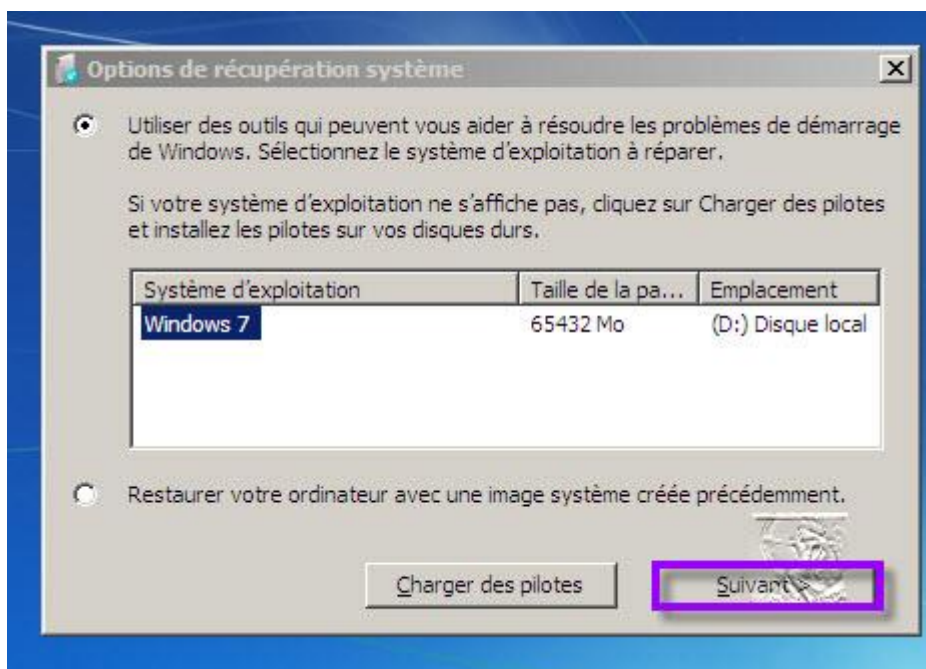 Options de récupération système
Utiliser des outils qui peuvent vous aider à résoudre les problèmes de démarrage
de Windows. Sélectionnez le système d'exploitation à réparer.
Si votre système d'exploitation ne s'affiche pas, cliquez sur Charger des pilotes
et installez les pilotes sur vos disques durs.
Système d'exploitation Taille de la pa... Emplacement
Windows 7 65432 Mo (D:) Disque local
Restaurer votre ordinateur avec une image système créée précédemment.
Charger des pilotes Suivant >